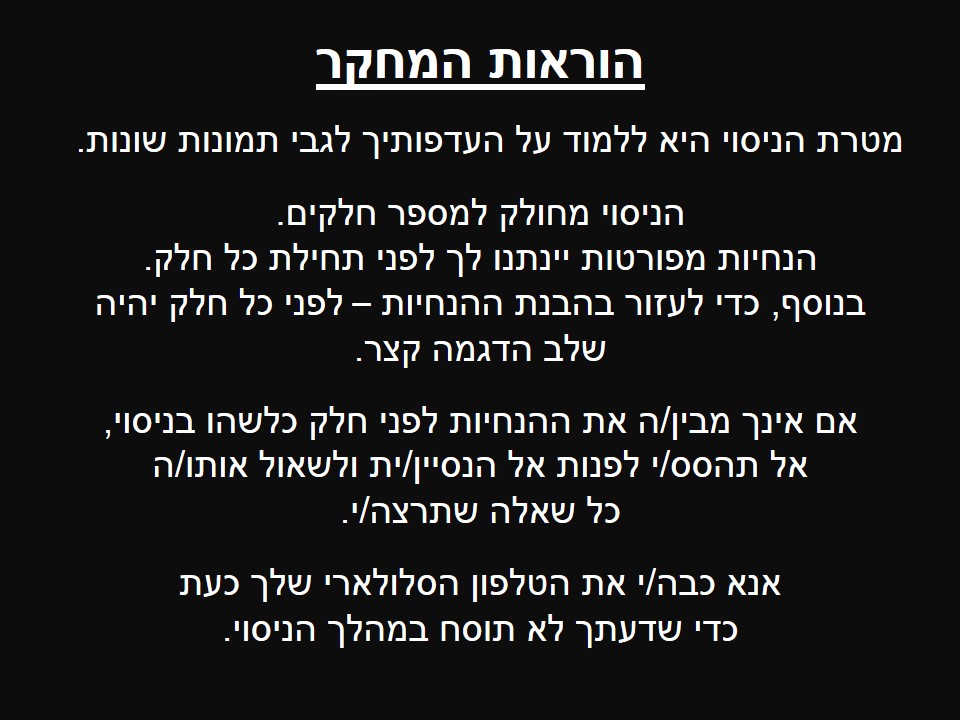 הוראות המחקר
מטרת הניסוי היא ללמוד על העדפותיך לגבי תמונות שונות.
הניסוי מחולק למספר חלקים.
הנחיות מפורטות יינתנו לך לפני תחילת כל חלק.
בנוסף, כדי לעזור בהבנת ההנחיות – לפני כל חלק יהיה
שלב הדגמה קצר.
אם אינך מבין/ה את ההנחיות לפני חלק כלשהו בניסוי,
אל תהסס/י לפנות אל הנסיין/ית ולשאול אותו/ה
כל שאלה שתרצה/י.
אנא כבה/י את הטלפון הסלולארי שלך כעת
כדי שדעתך לא תוסח במהלך הניסוי.